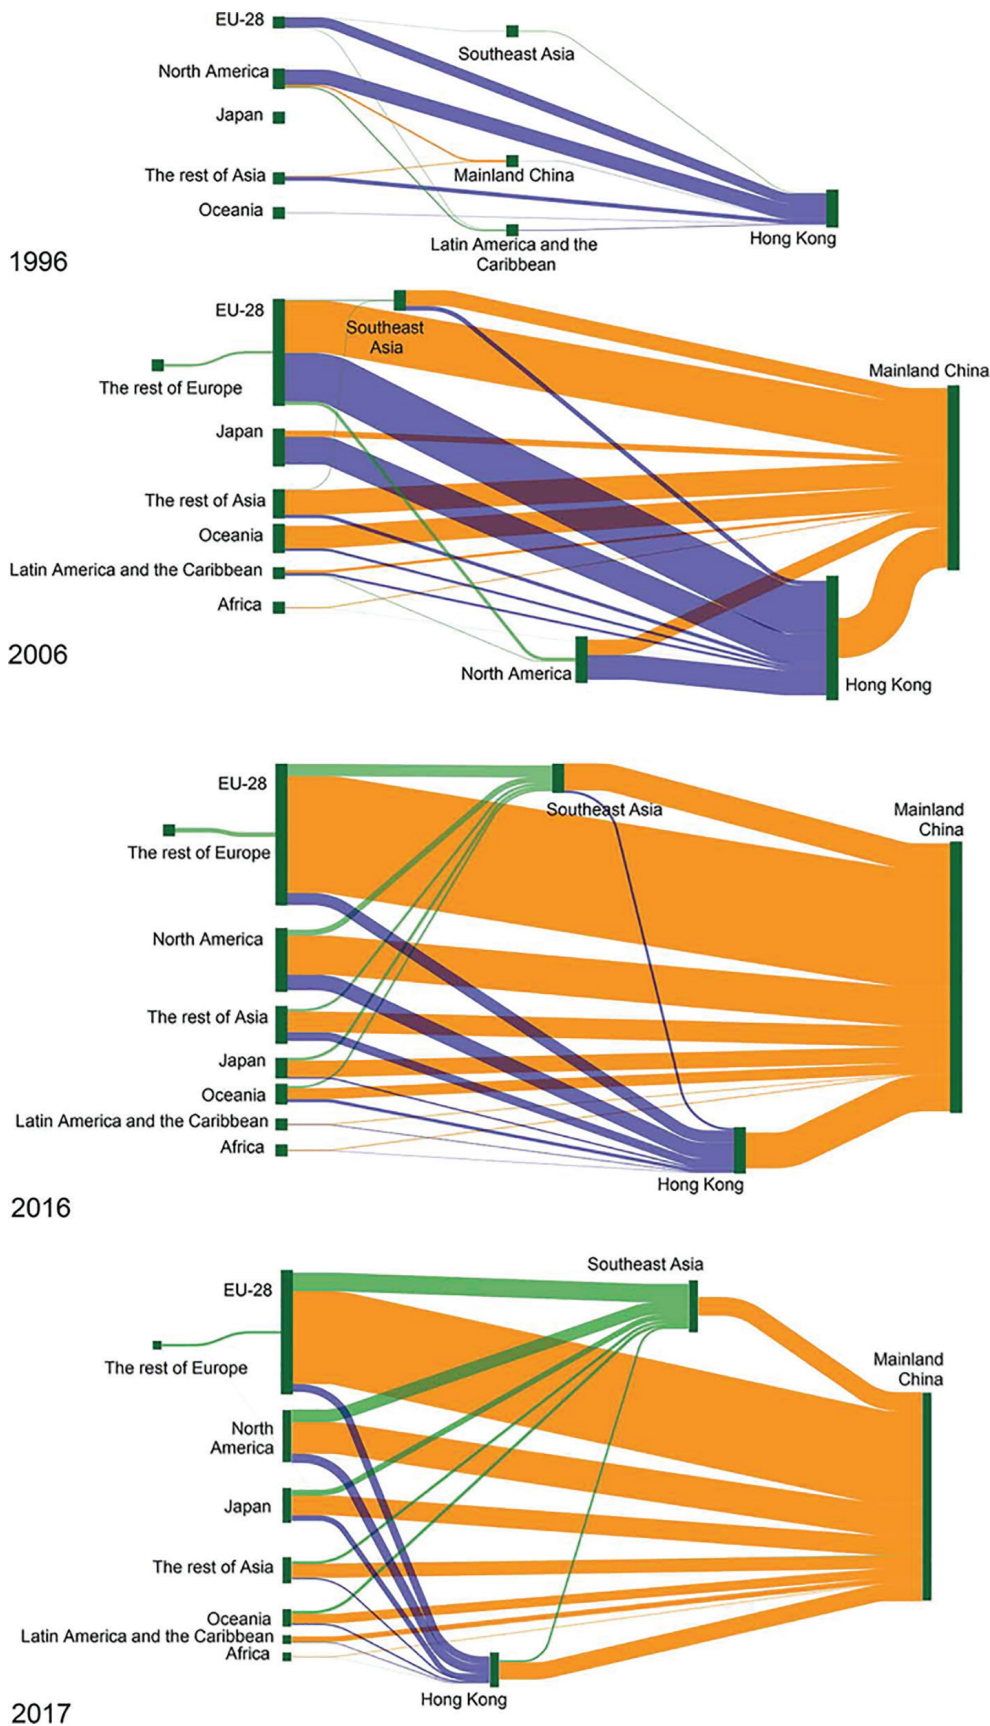 EU-28
Southeast Asia
North America
Japan
The rest of Asia
Mainland China
Oceania
Hong Kong
Latin America and the
Caribbean
1996
EU-28
Southeast
Asia
The rest of Europe
Mainland China
Japan
The rest of Asia
Oceania
Latin America and the Caribbean
Africa
2006
North America
Hong Kong
EU-28
Southeast Asia
Mainland
China
The rest of Europe
North America
The rest of Asia
Japan
Oceania
Latin America and the Caribbean
Africa
Hong Kong
2016
Southeast Asia
EU-28
The rest of Europe
Mainland
China
North
America
Japan
The rest of Asia
Oceania
Latin America and the Caribbean
Africa
Hong Kong
2017